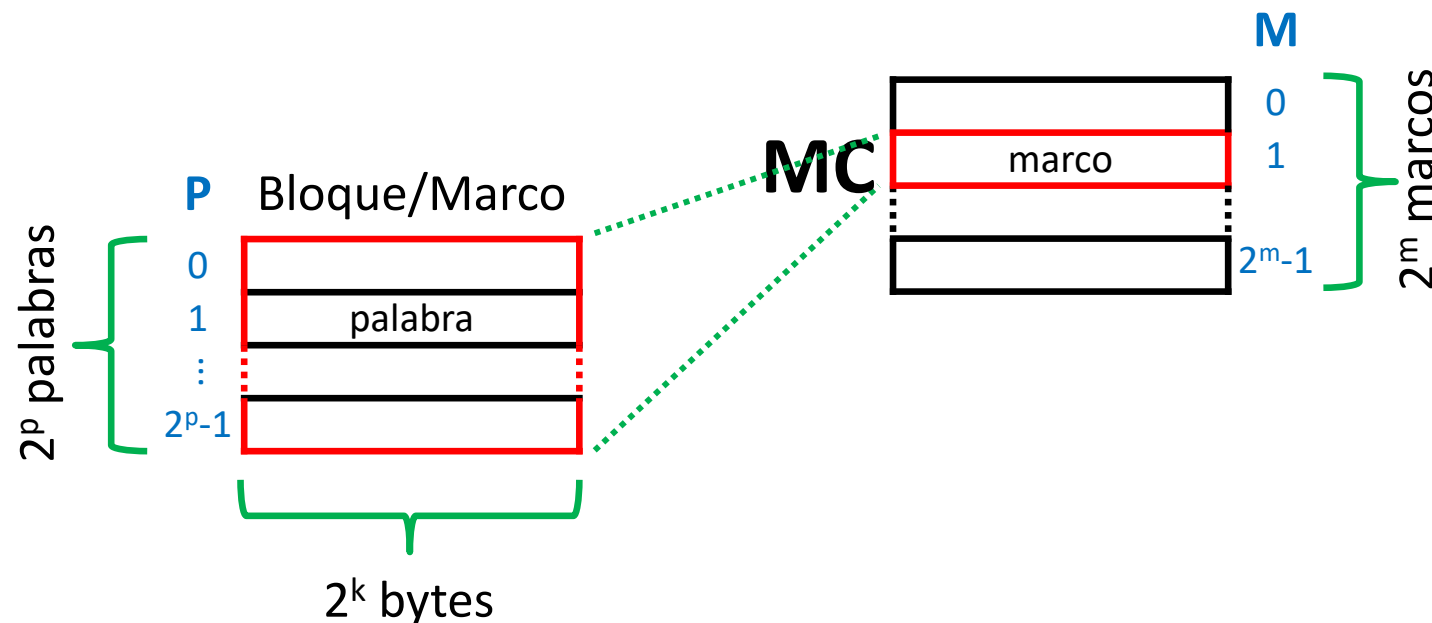 M
0
MC
marco
1
2ᵐ-1
2ᵐ marcos
P
Bloque/Marco
0
1
palabra
⋮
2ᵖ-1
2ᵖ palabras
2ᵏ bytes